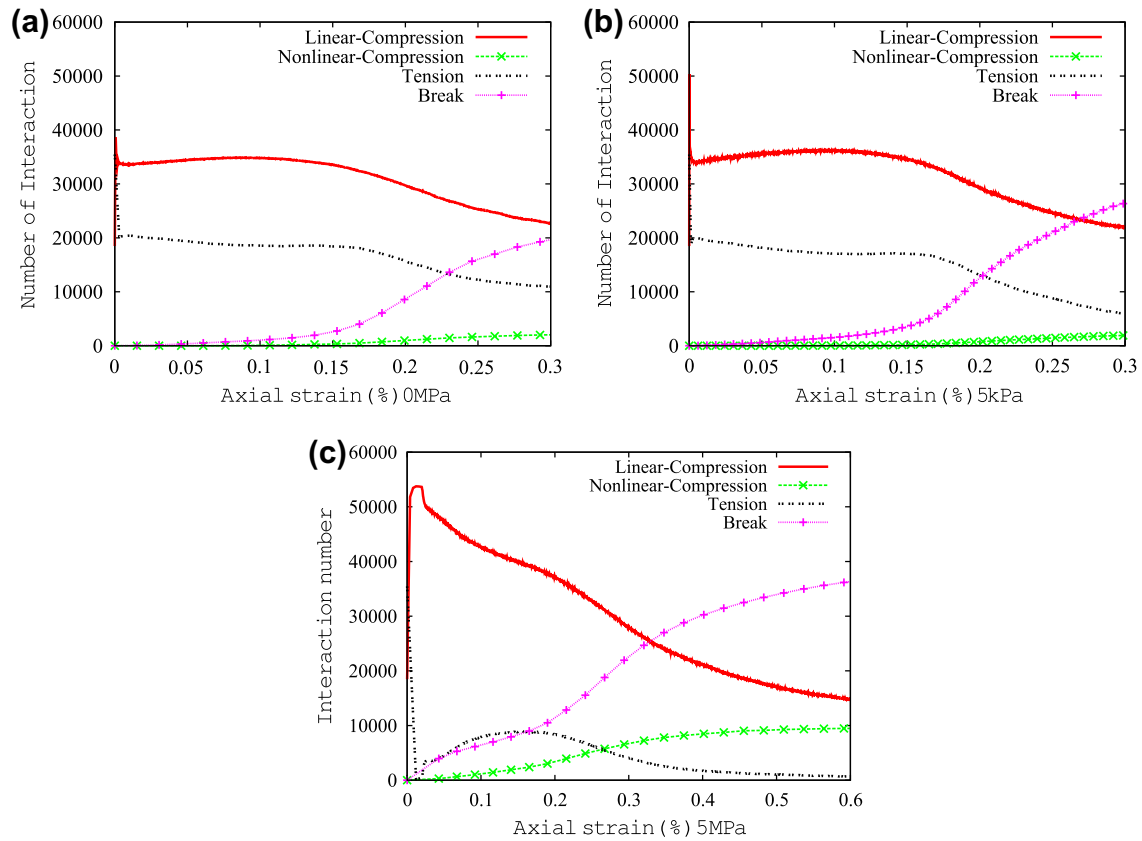 (a)
60000
50000
40000
30000
20000
10000
0
Number of Interaction
Linear-Compression
Nonlinear-Compression
Tension
Break
0 0.05 0.1 0.15 0.2 0.25 0.3
Axial strain(%)0MPa
(b)
60000
50000
40000
30000
20000
10000
0
Number of Interaction
Linear-Compression
Nonlinear-Compression
Tension
Break
0 0.05 0.1 0.15 0.2 0.25 0.3
Axial strain(%)5kPa
(c)
60000
50000
40000
30000
20000
10000
0
Interaction number
Linear-Compression
Nonlinear-Compression
Tension
Break
0 0.1 0.2 0.3 0.4 0.5 0.6
Axial strain(%)5MPa